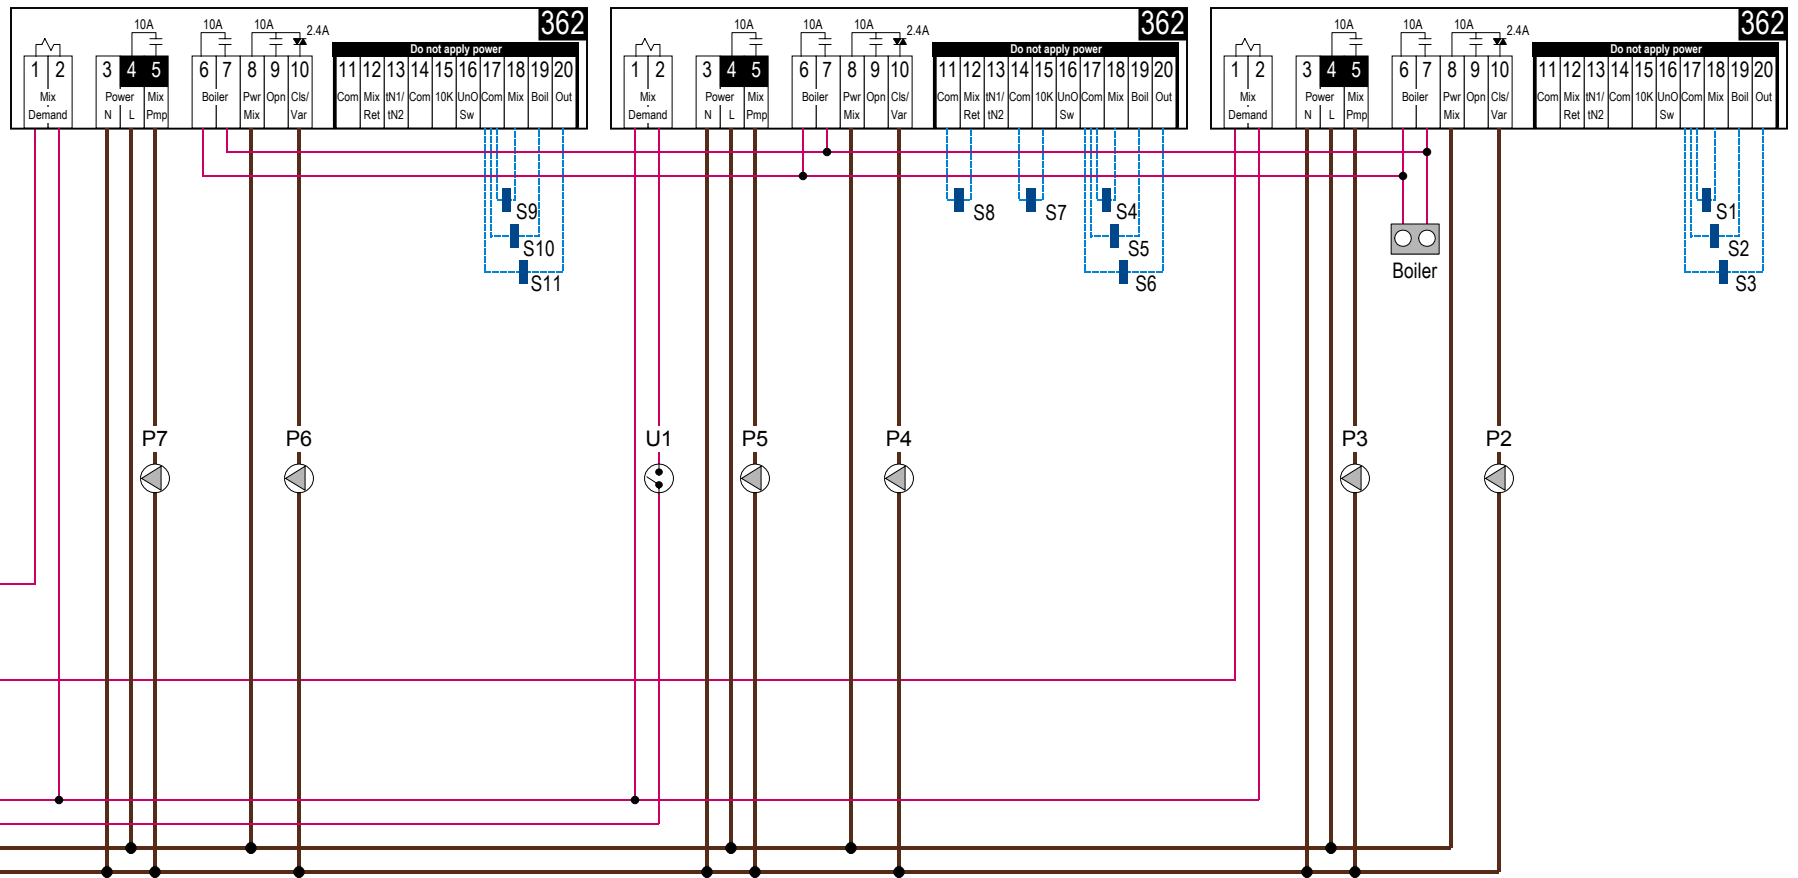 10A 10A 10A 2.4A 362
Do not apply power
1 2 3 4 5 6 7 8 9 10 11 12 13 14 15 16 17 18 19 20
Mix Power Mix Boiler Pwr Opn Cls/ Com Mix tN1/ Com 10K UnO Com Mix Boil Out
Demand N L Pmp Mix Var Ret tN2 Sw
10A 10A 10A 2.4A 362
Do not apply power
1 2 3 4 5 6 7 8 9 10 11 12 13 14 15 16 17 18 19 20
Mix Power Mix Boiler Pwr Opn Cls/ Com Mix tN1/ Com 10K UnO Com Mix Boil Out
Demand N L Pmp Mix Var Ret tN2 Sw
10A 10A 10A 2.4A 362
Do not apply power
1 2 3 4 5 6 7 8 9 10 11 12 13 14 15 16 17 18 19 20
Mix Power Mix Boiler Pwr Opn Cls/ Com Mix tN1/ Com 10K UnO Com Mix Boil Out
Demand N L Pmp Mix Var Ret tN2 Sw
S9 S8 S7 S4 S1
S10 S5 S2
S11 S6 Boiler S3
P7 P6 U1 P5 P4 P3 P2